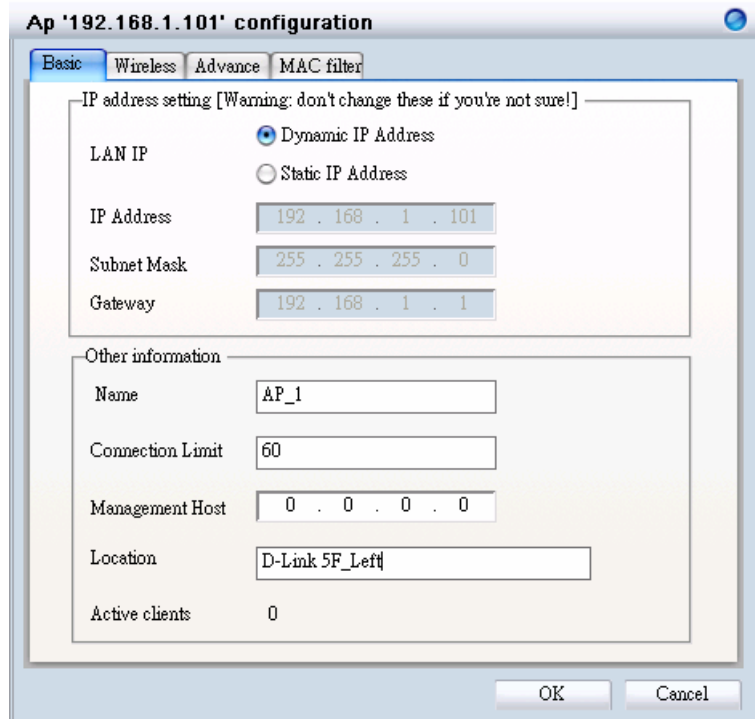 Ap '192.168.1.101' configuration
Basic Wireless Advance MAC filter
IP address setting [Warning: don't change these if you're not sure!]
LAN IP
Dynamic IP Address
Static IP Address
IP Address 192 . 168 . 1 . 101
Subnet Mask 255 . 255 . 255 . 0
Gateway 192 . 168 . 1 . 1
Other information
Name AP_1
Connection Limit 60
Management Host 0 . 0 . 0 . 0
Location D-Link 5F_Left
Active clients 0
OK Cancel